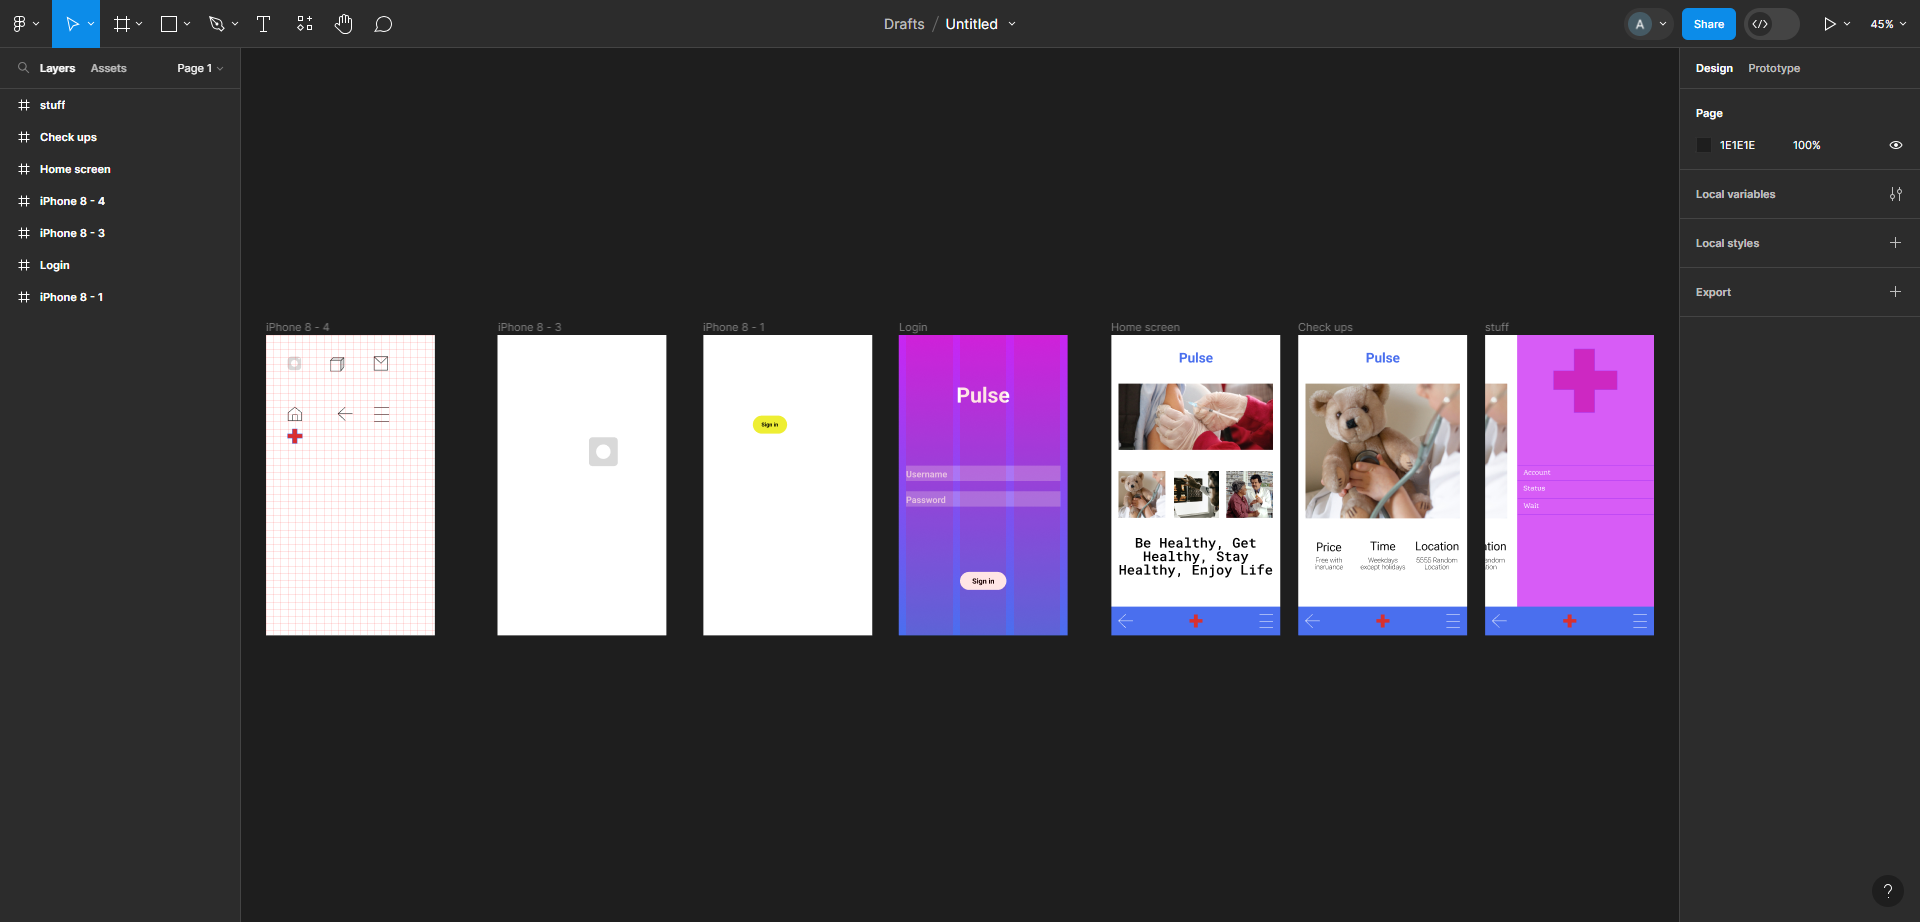 Drafts / Untitled
A
Share
45%
Layers
Assets
Page 1
stuff
Check ups
Home screen
iPhone 8 - 4
iPhone 8 - 3
Login
iPhone 8 - 1
iPhone 8 - 4
iPhone 8 - 3
iPhone 8 - 1
Sign in
Login
Pulse
Username
Password
Sign in
Home screen
Pulse
Be Healthy, Get
Healthy, Stay
Healthy, Enjoy Life
Check ups
Pulse
Price
Free with
insruance
Time
Weekdays
except holidays
Location
5555 Random
Location
stuff
ation
andom
tion
Account
Status
Wait
Design
Prototype
Page
1E1E1E
100%
Local variables
Local styles
Export
?